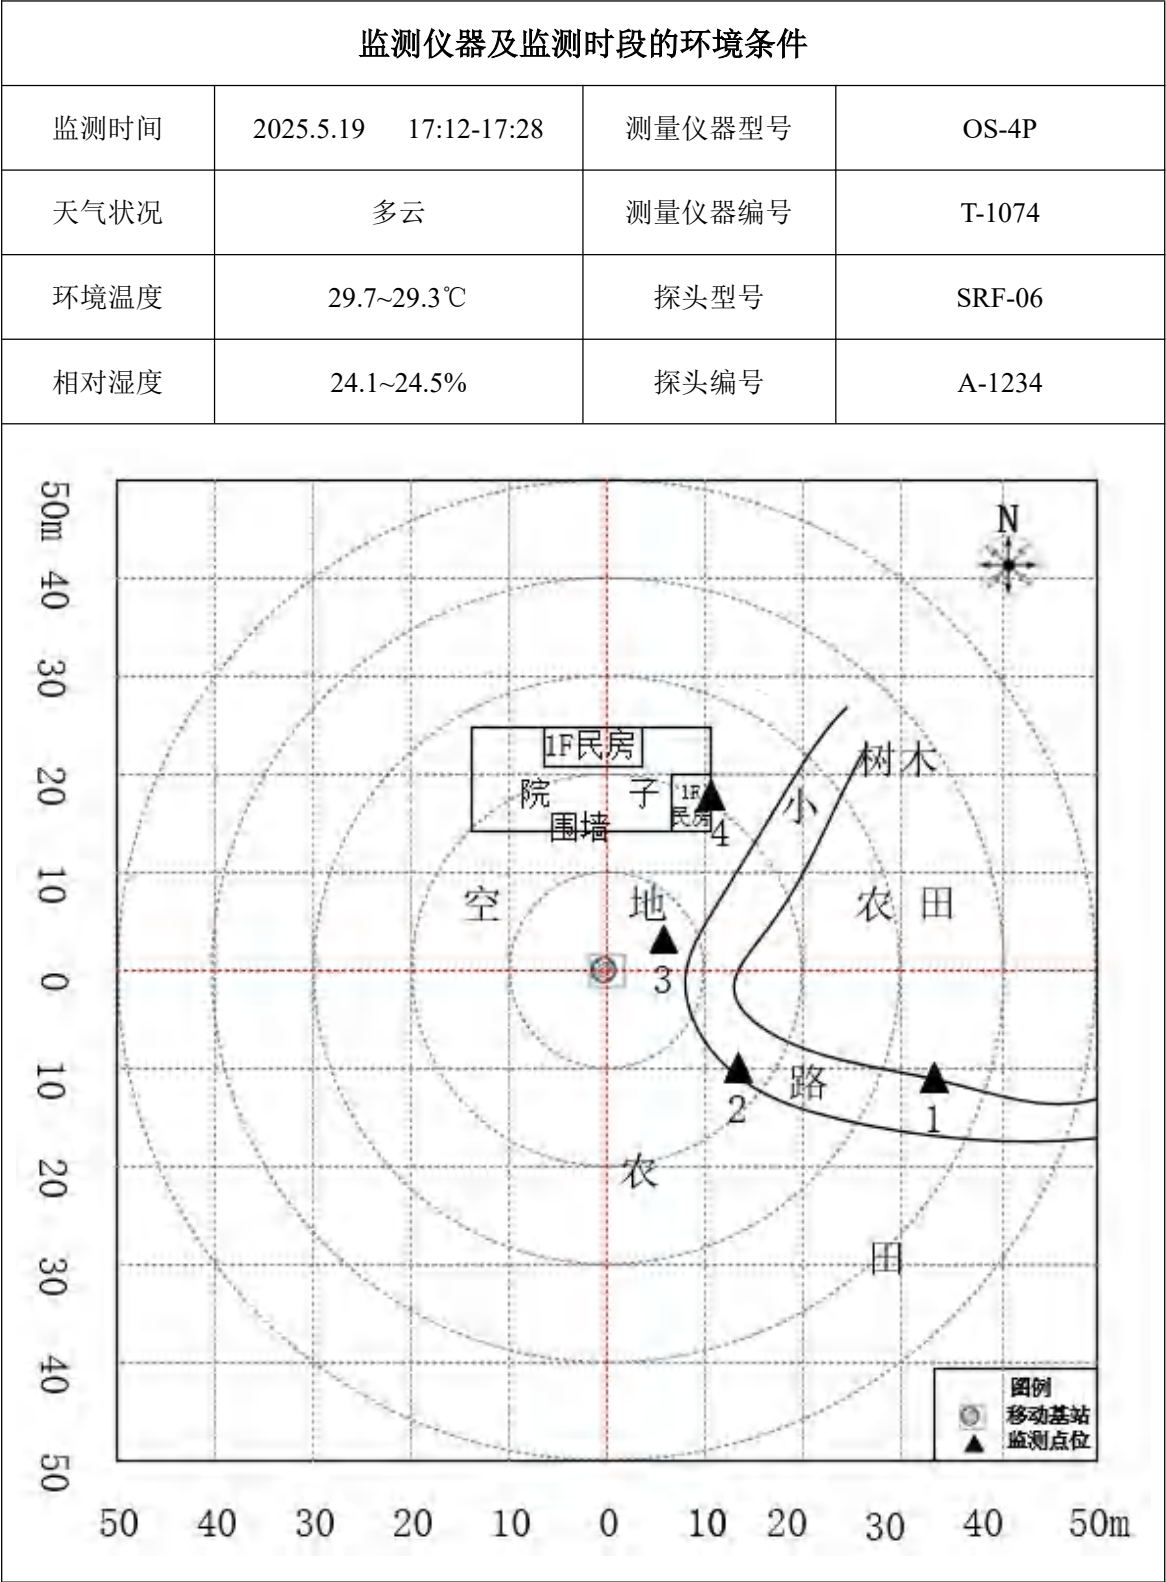 监测仪器及监测时段的环境条件
监测时间 2025.5.19 17:12-17:28 测量仪器型号 OS-4P
天气状况 多云 测量仪器编号 T-1074
环境温度 29.7~29.3℃ 探头型号 SRF-06
相对湿度 24.1~24.5% 探头编号 A-1234
50m
40
30
20
10
0
10
20
30
40
50
N
1F民房
树木
院 子
1F
民房
小
围墙
4
空 地
农 田
3
路
2
1
农
田
图例
移动基站
监测点位
50 40 30 20 10 0 10 20 30 40 50m